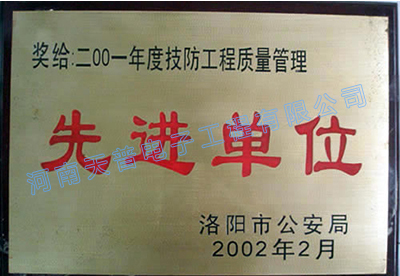 奖给:二00一年度技防工程质量管理
先进单位
河南天普电子工程有限公司
洛阳市公安局
2002年2月